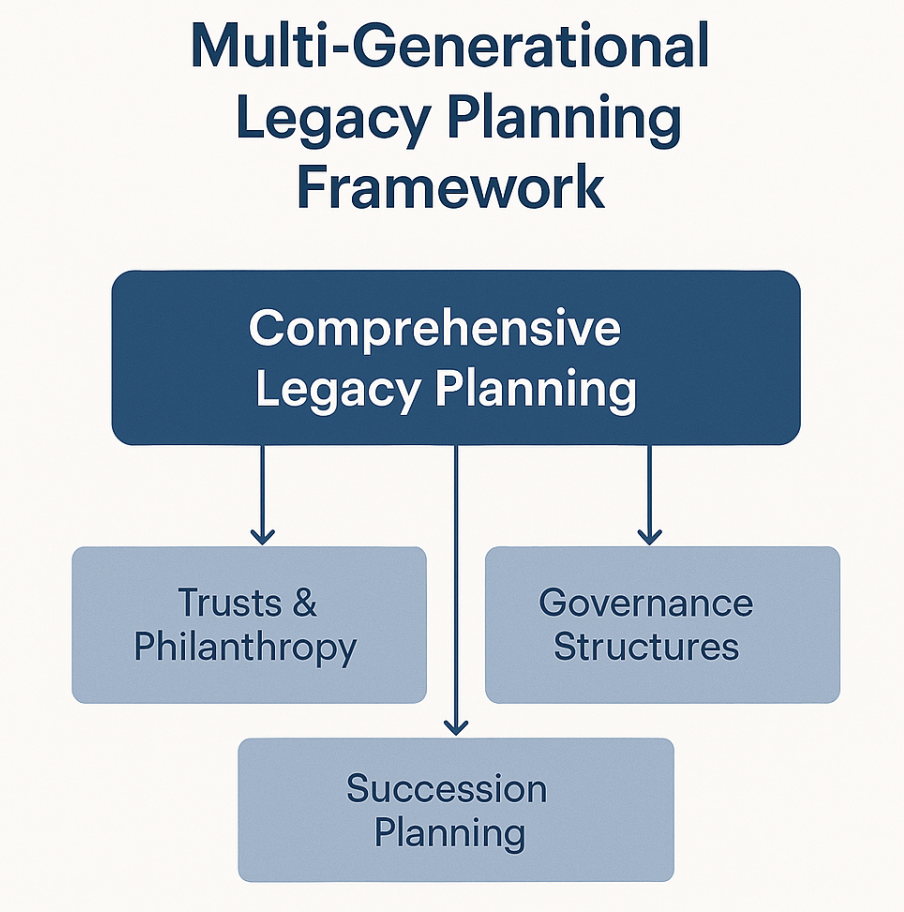 Multi-Generational
Legacy Planning
Framework
Comprehensive
Legacy Planning
Trusts &
Philanthropy
Governance
Structures
Succession
Planning